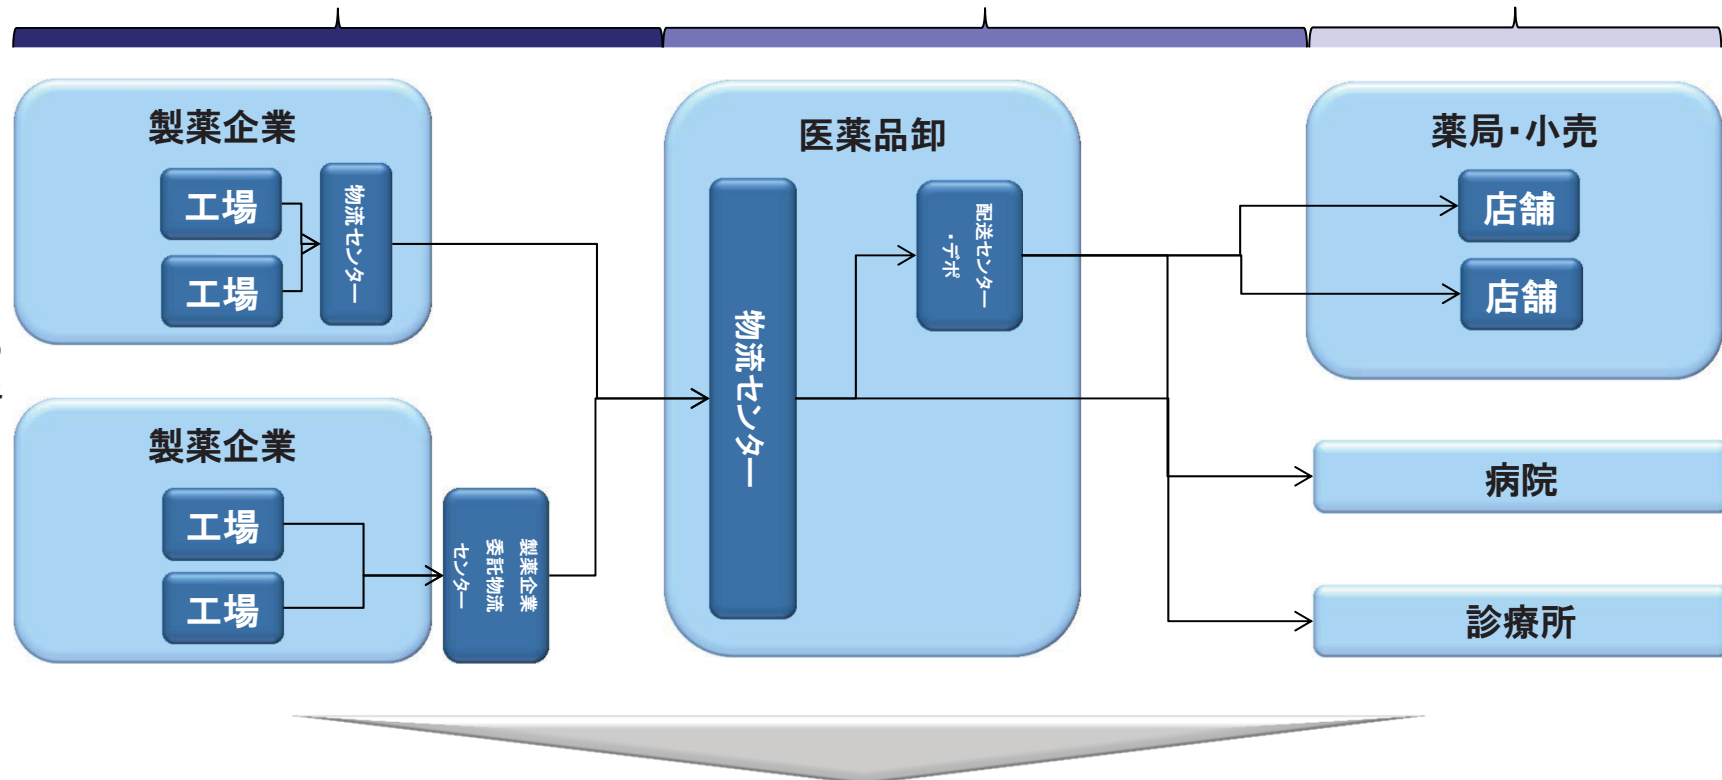 製薬企業
工場
工場
物流センター
製薬企業
工場
工場
製薬企業
委託物流
センター
医薬品卸
物流センター
配送センター
・デポ
薬局・小売
店舗
店舗
病院
診療所